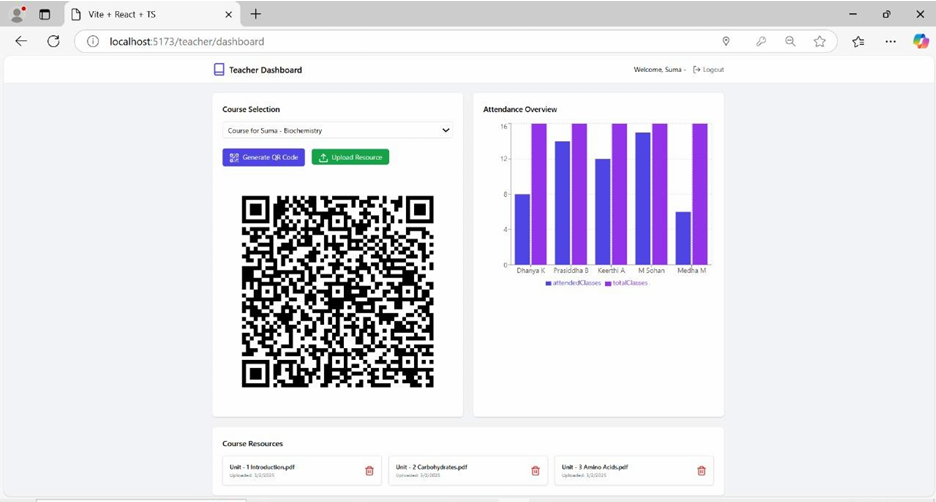 Vite + React + TS
localhost:5173/teacher/dashboard
Teacher Dashboard
Welcome, Suma -
Logout
Course Selection
Course for Suma - Biochemistry
Generate QR Code
Upload Resource
Attendance Overview
16
12
8
4
0
Dhanya K
Prasiddha B
Keerthi A
M Sohan
Medha M
attendedClasses
totalClasses
Course Resources
Unit - 1 Introduction.pdf
Uploaded: 3/2/2025
Unit - 2 Carbohydrates.pdf
Uploaded: 3/2/2025
Unit - 3 Amino Acids.pdf
Uploaded: 3/2/2025